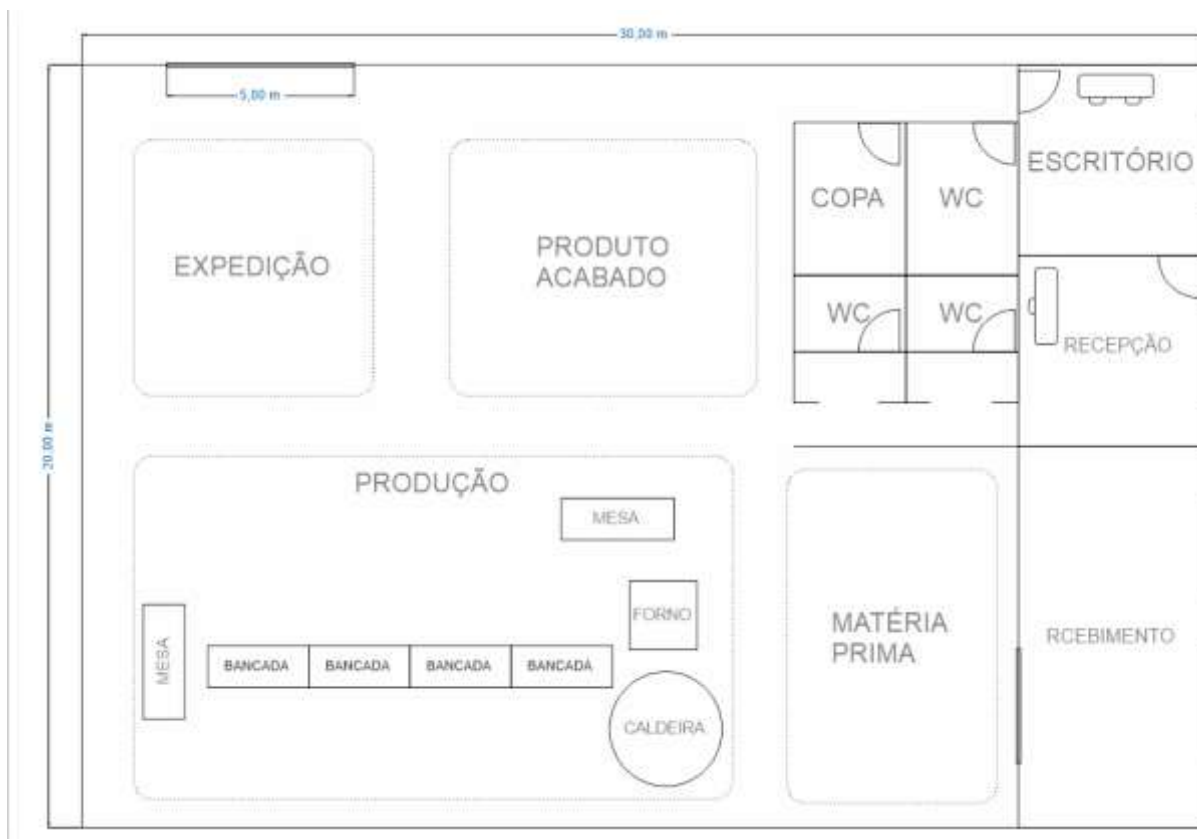 30,00 m
5,00 m
20,00 m
EXPEDIÇÃO
PRODUTO
ACABADO
COPA
WC
WC
WC
ESCRITÓRIO
RECEPÇÃO
PRODUÇÃO
MESA
FORNO
MESA
BANCADA
BANCADA
BANCADA
BANCADA
CALDEIRA
MATÉRIA
PRIMA
RCEBIMENTO